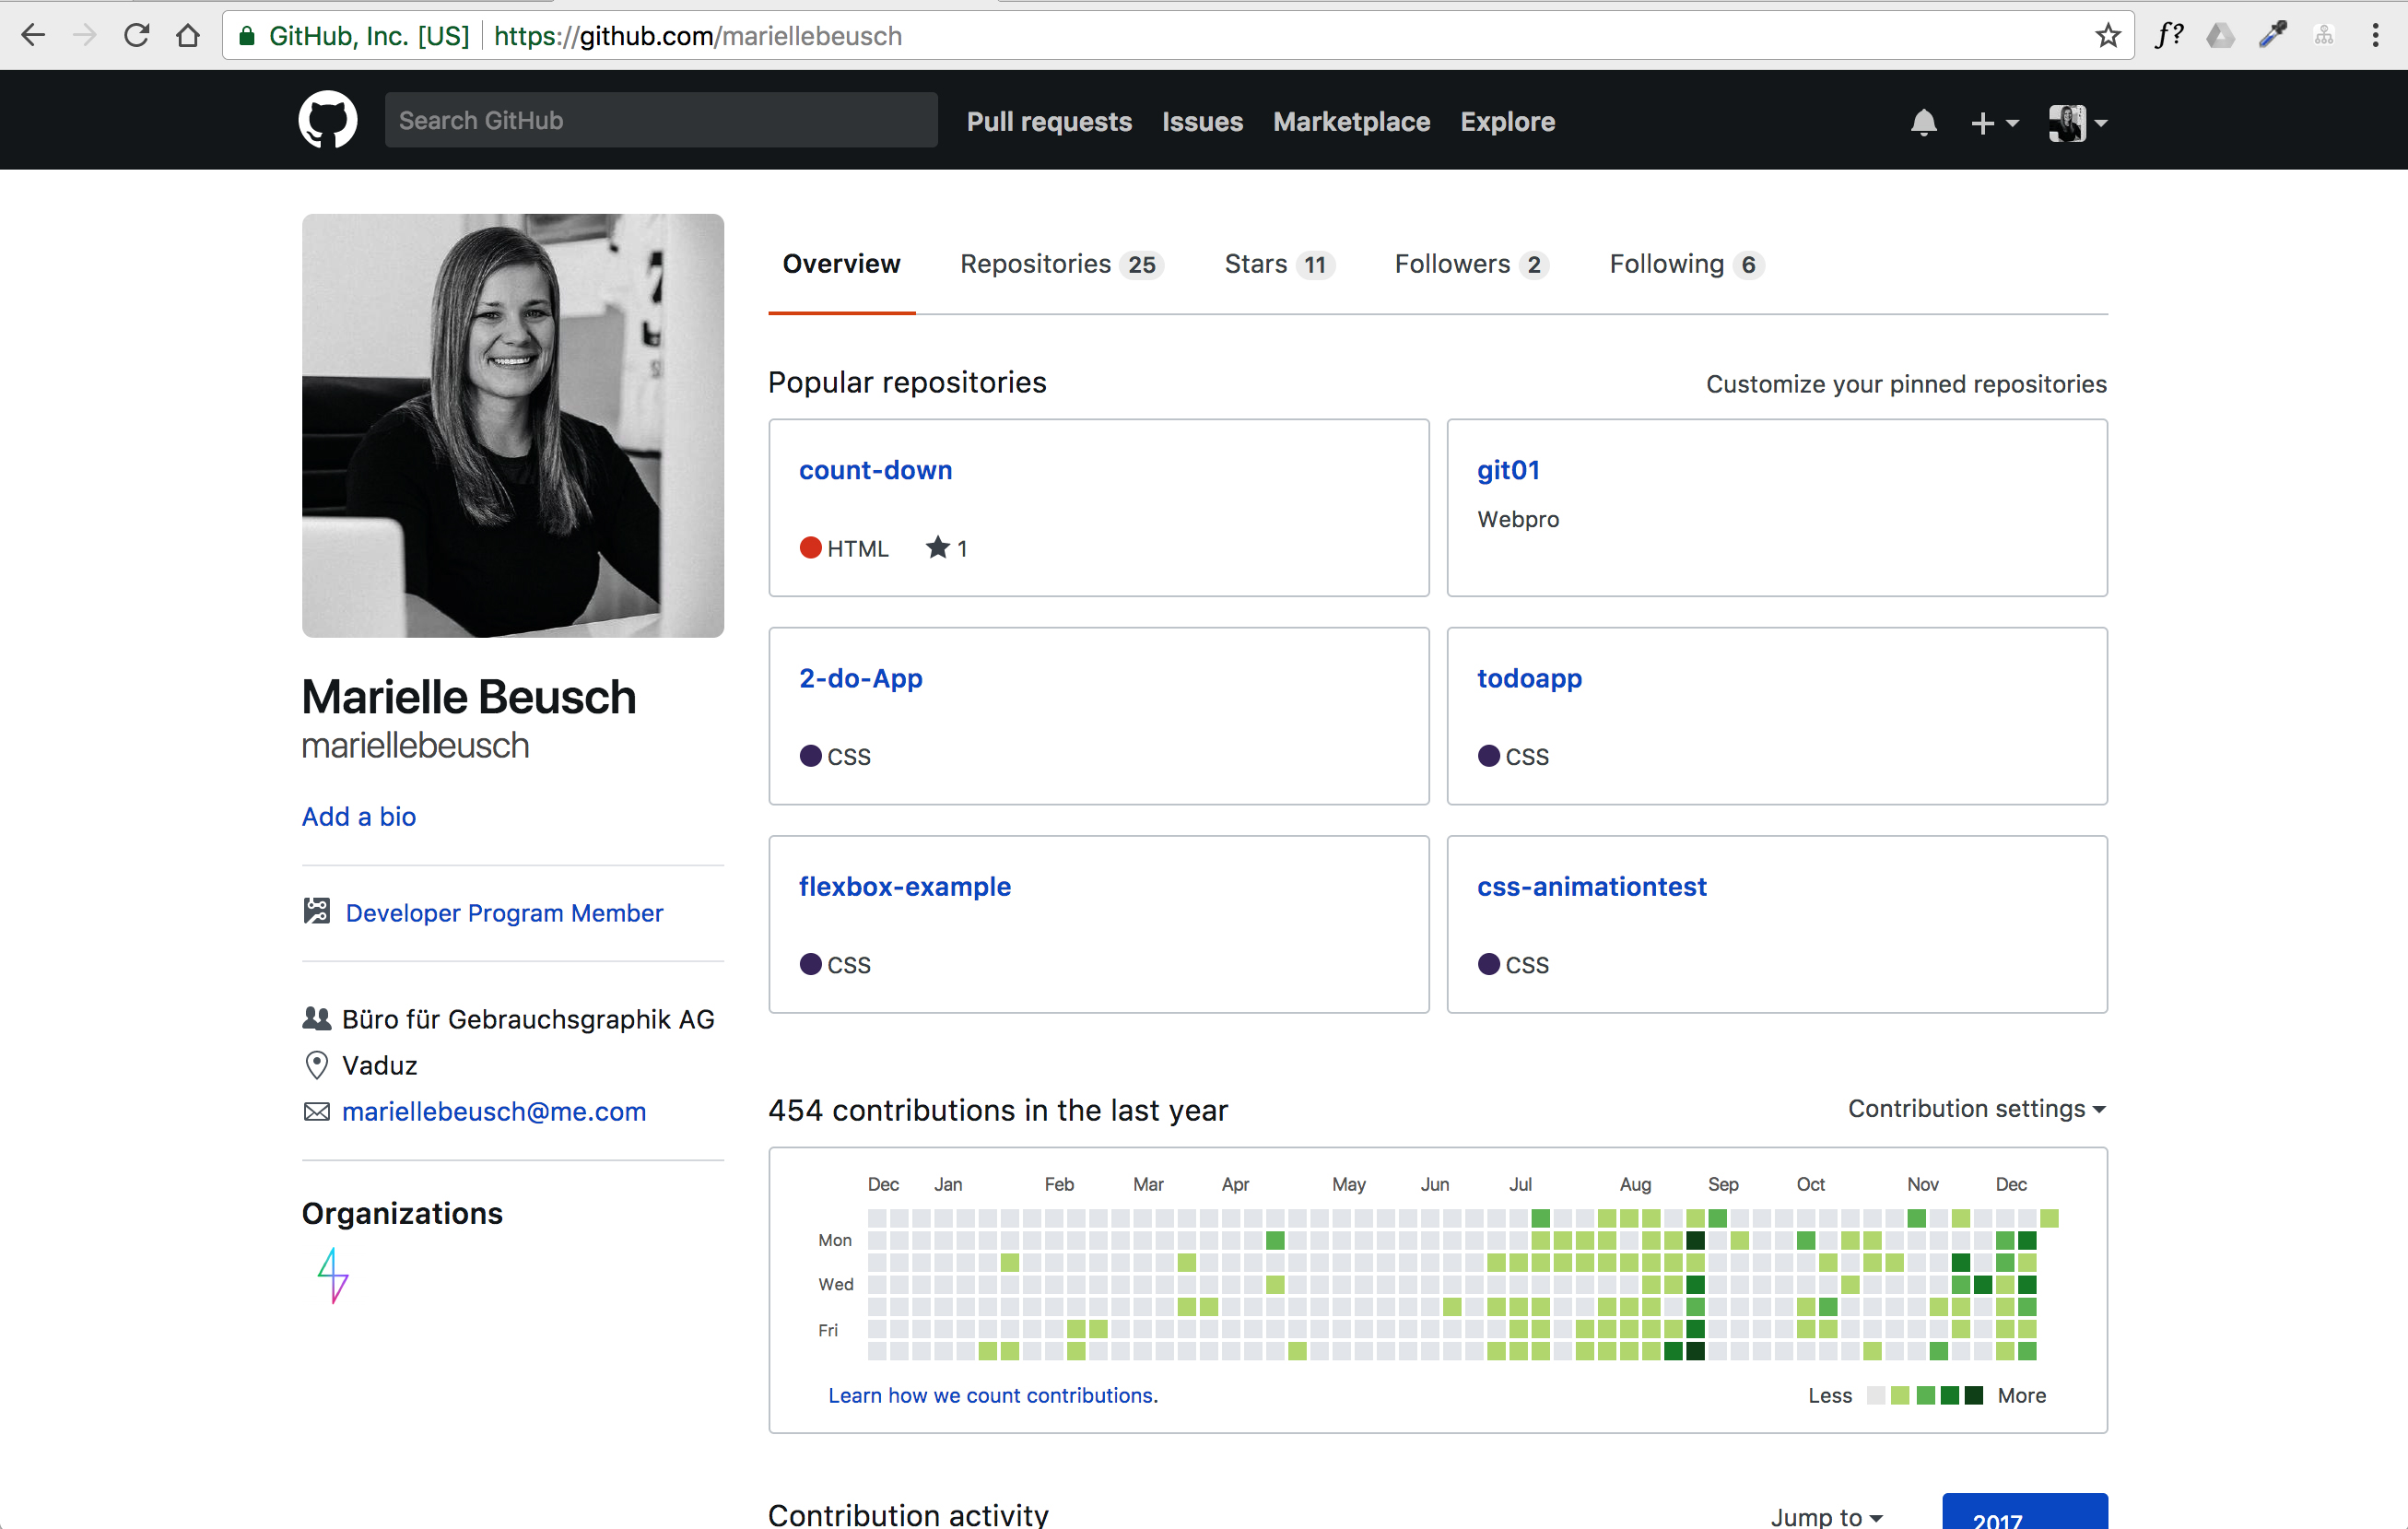 GitHub, Inc. [US] https://github.com/mariellebeusch
f?
Search GitHub
Pull requests Issues Marketplace Explore
Overview Repositories 25 Stars 11 Followers 2 Following 6
Popular repositories
Customize your pinned repositories
count-down
HTML 1
git01
Webpro
2-do-App
CSS
todoapp
CSS
flexbox-example
CSS
css-animationtest
CSS
Marielle Beusch
mariellebeusch
Add a bio
Developer Program Member
Büro für Gebrauchsgraphik AG
Vaduz
mariellebeusch@me.com
Organizations
454 contributions in the last year
Contribution settings
Dec Jan Feb Mar Apr May Jun Jul Aug Sep Oct Nov Dec
Mon
Wed
Fri
Learn how we count contributions.
Less More
Contribution activity
Jump to
2017